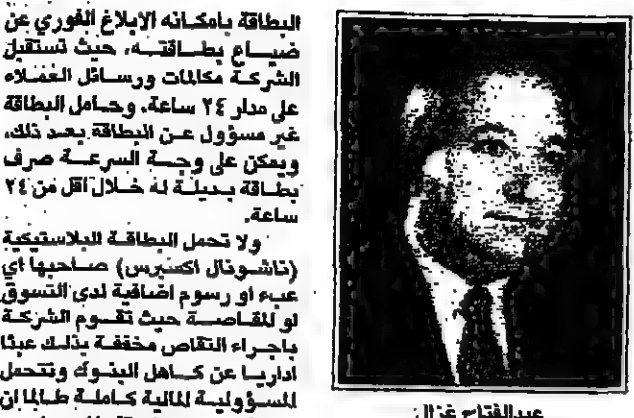 البطاقة بامكانه الابلاغ الفوري عن
ضياع بطاقته، حيث تستقبل
الشركة مكالمات ورسائل العملاء
على مدار ٢٤ ساعة. وحامل البطاقة
غير مسؤول عن البطاقة بعد ذلك،
ويمكن على وجه السرعة صرف
بطاقة بديلة له خلال اقل من ٢٤
ساعة.
ولا تحمل البطاقة البلاستيكية
(ناشونال اكسبرس) صاحبها اي
عبء او رسوم اضافية لدى التسوق
او المقاصة حيث تقوم الشركة
باجراء التقاص مخففة بذلك عبئا
اداريا عن كاهل البنوك وتتحمل
المسؤولية المالية كاملة طالما ان
عبدالفتاح غزال